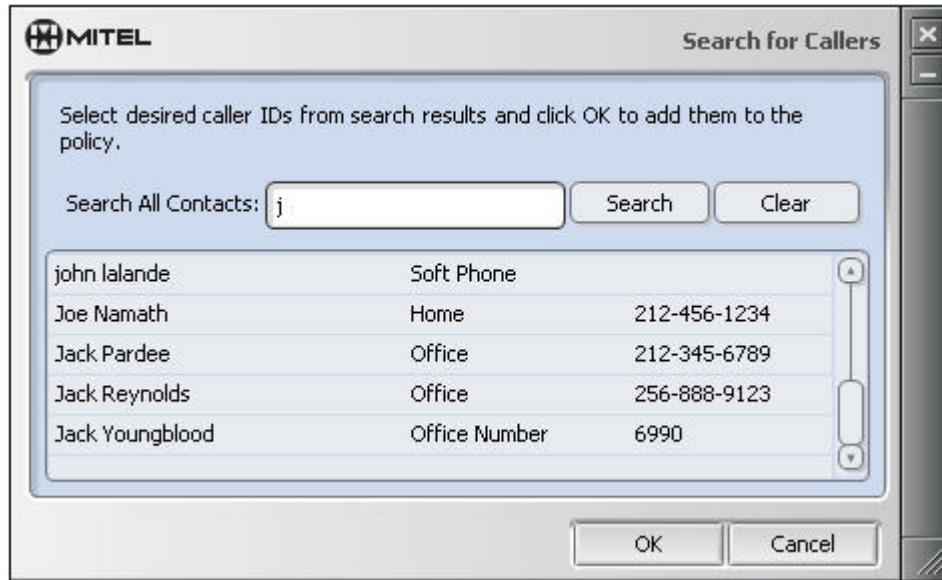 MITEL
Search for Callers
Select desired caller IDs from search results and click OK to add them to the
policy.
Search All Contacts: j Search Clear
john lalande Soft Phone
Joe Namath Home 212-456-1234
Jack Pardee Office 212-345-6789
Jack Reynolds Office 256-888-9123
Jack Youngblood Office Number 6990
OK Cancel